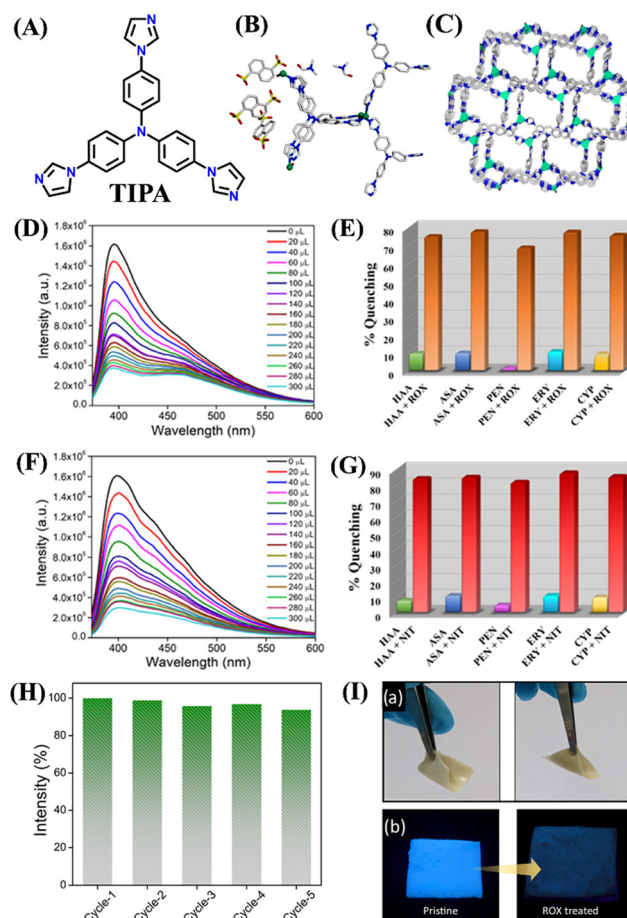 (A)
N
N
N
N
N
N
N
TIPA
(B)
(C)
(D)
Intensity (a.u.)
1.8x10⁶
1.6x10⁶
1.4x10⁶
1.2x10⁶
1.0x10⁶
8.0x10⁵
6.0x10⁵
4.0x10⁵
2.0x10⁵
0.0
400 450 500 550 600
Wavelength (nm)
0 μL
20 μL
40 μL
60 μL
80 μL
100 μL
120 μL
140 μL
160 μL
180 μL
200 μL
220 μL
240 μL
260 μL
280 μL
300 μL
(E)
% Quenching
80
70
60
50
40
30
20
10
0
HAA
HAA + ROX
ASA
ASA + ROX
PEN
PEN + ROX
ERY
ERY + ROX
CYP
CYP + ROX
(F)
Intensity (a.u.)
1.8x10⁶
1.6x10⁶
1.4x10⁶
1.2x10⁶
1.0x10⁶
8.0x10⁵
6.0x10⁵
4.0x10⁵
2.0x10⁵
0.0
400 450 500 550 600
Wavelength (nm)
0 μL
20 μL
40 μL
60 μL
80 μL
100 μL
120 μL
140 μL
160 μL
180 μL
200 μL
220 μL
240 μL
260 μL
280 μL
300 μL
(G)
% Quenching
90
80
70
60
50
40
30
20
10
0
HAA
HAA + NIT
ASA
ASA + NIT
PEN
PEN + NIT
ERY
ERY + NIT
CYP
CYP + NIT
(H)
Intensity (%)
100
80
60
40
20
0
Cycle-1
Cycle-2
Cycle-3
Cycle-4
Cycle-5
(I)
(a)
(b)
Pristine
ROX treated